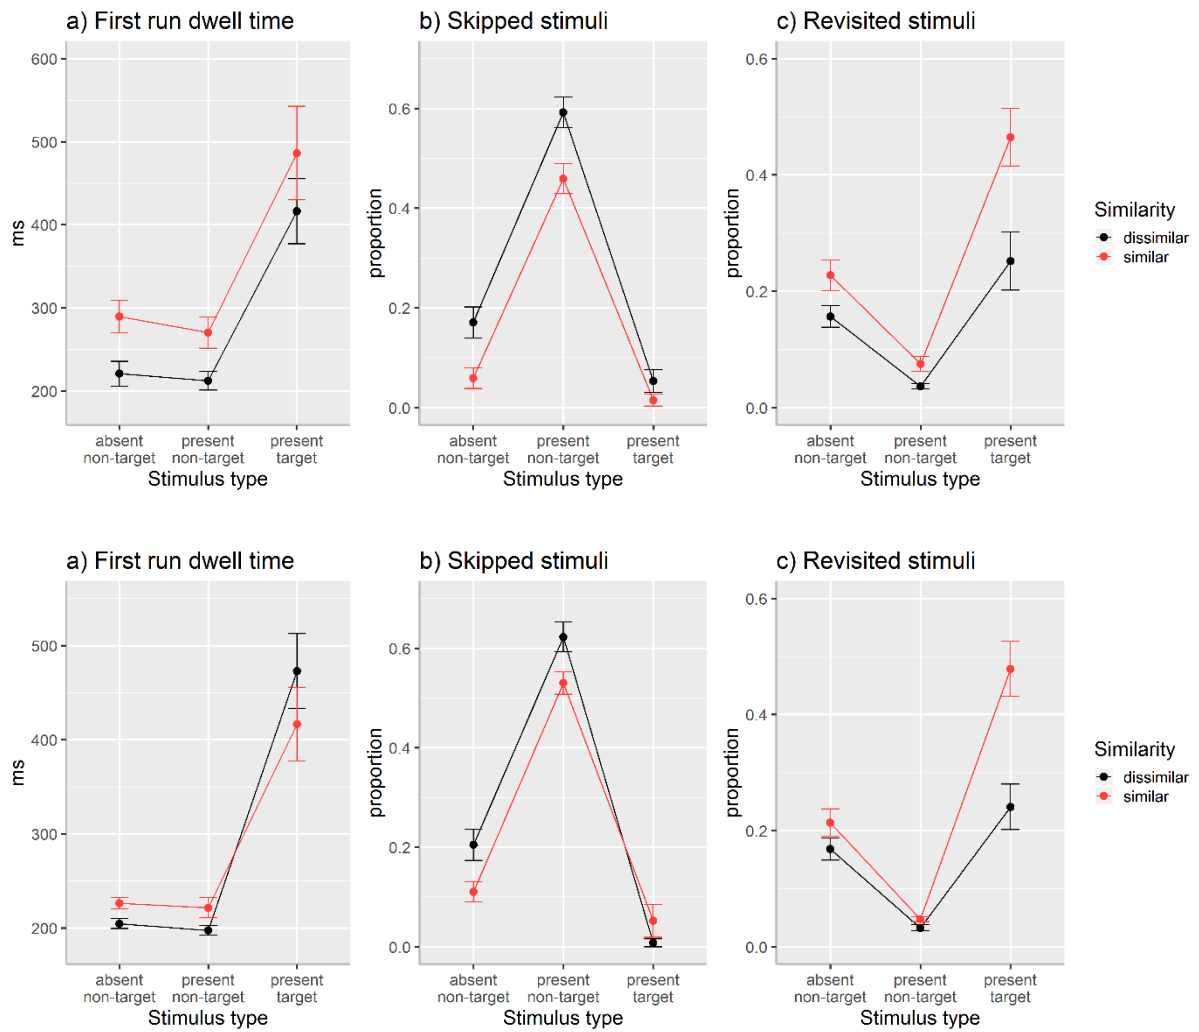 a) First run dwell time
b) Skipped stimuli
c) Revisited stimuli
600
500
400
300
200
ms
absent
non-target
present
non-target
present
target
Stimulus type
0.6
0.4
0.2
0.0
proportion
absent
non-target
present
non-target
present
target
Stimulus type
0.6
0.4
0.2
0.0
proportion
absent
non-target
present
non-target
present
target
Stimulus type
Similarity
dissimilar
similar
a) First run dwell time
b) Skipped stimuli
c) Revisited stimuli
500
400
300
200
ms
absent
non-target
present
non-target
present
target
Stimulus type
0.6
0.4
0.2
0.0
proportion
absent
non-target
present
non-target
present
target
Stimulus type
0.6
0.4
0.2
0.0
proportion
absent
non-target
present
non-target
present
target
Stimulus type
Similarity
dissimilar
similar